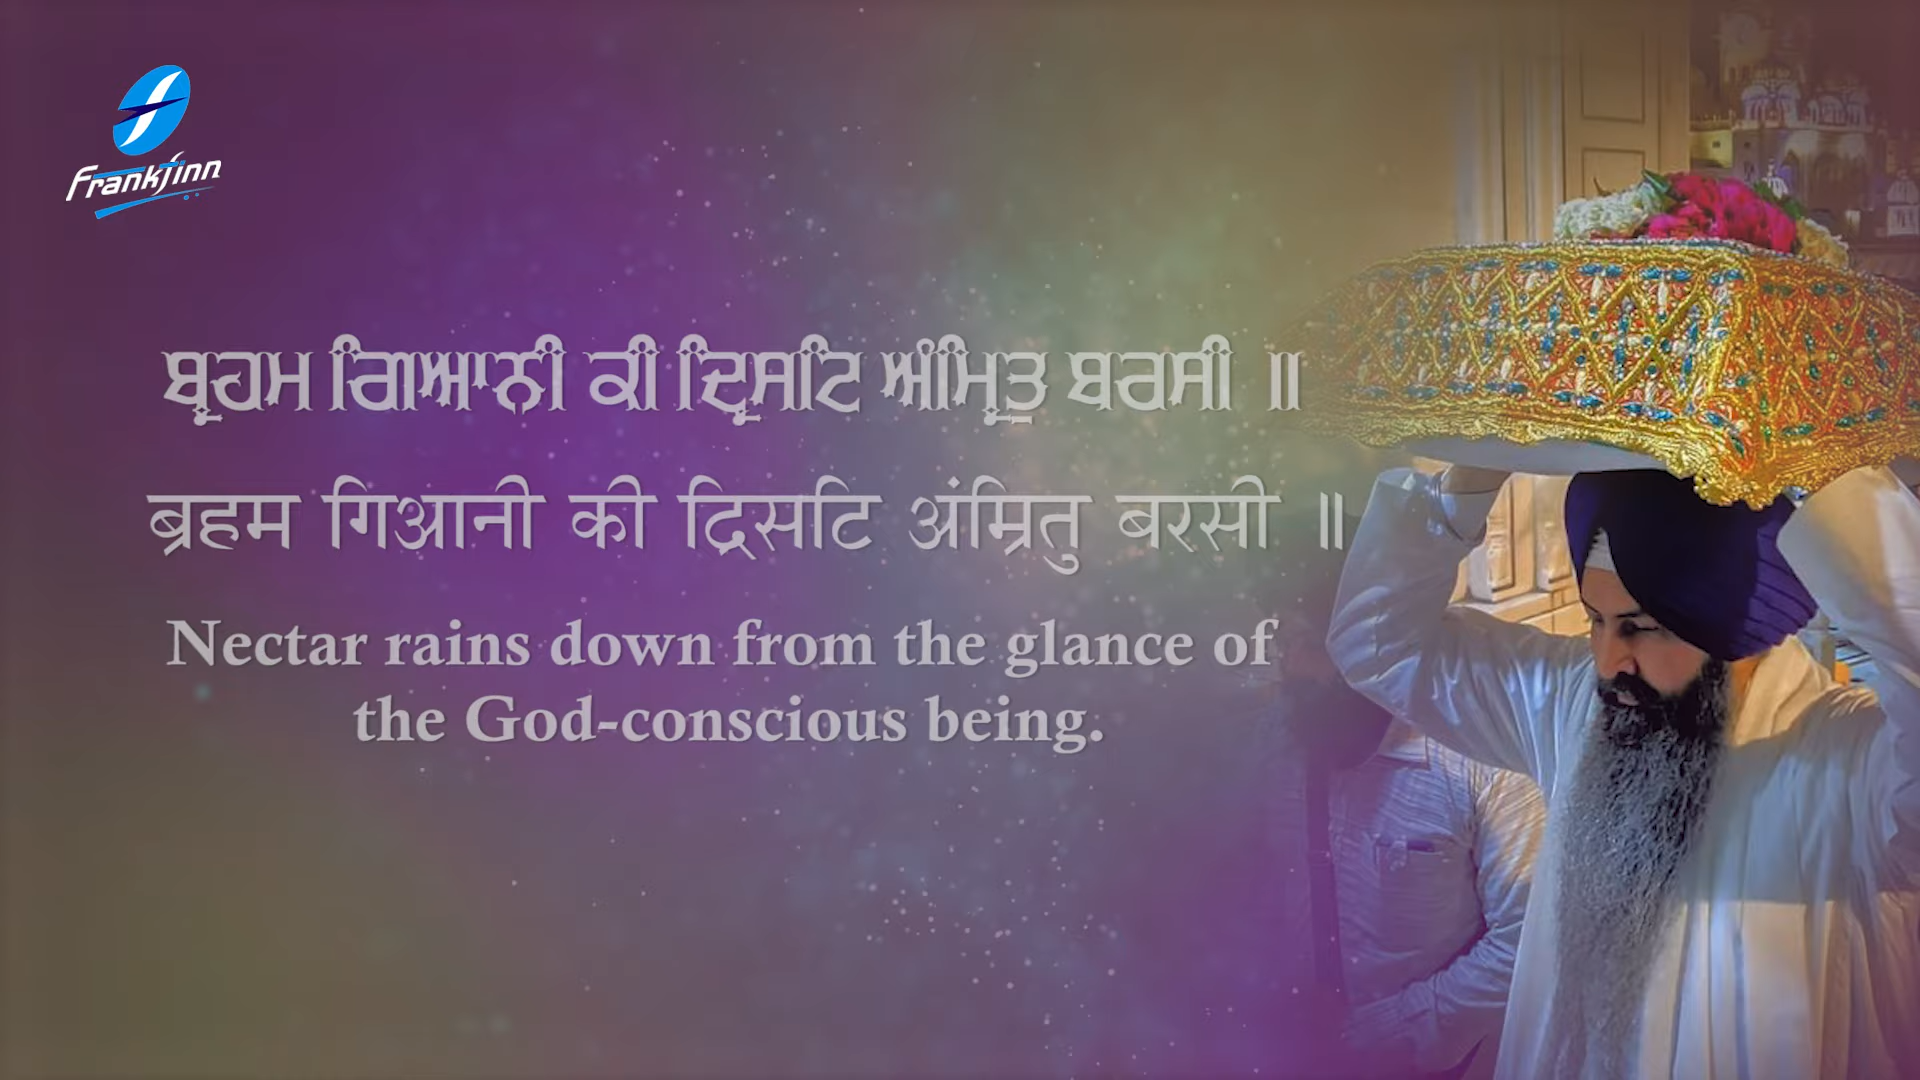 Frankfinn
ਬ੍ਰਹਮ ਗਿਆਨੀ ਕੀ ਦ੍ਰਿਸਟਿ ਅੰਮ੍ਰਿਤੁ ਬਰਸੀ ॥
ब्रहम गिआनी की द्रिसटि अंम्रितु बरसी ॥
Nectar rains down from the glance of
the God-conscious being.